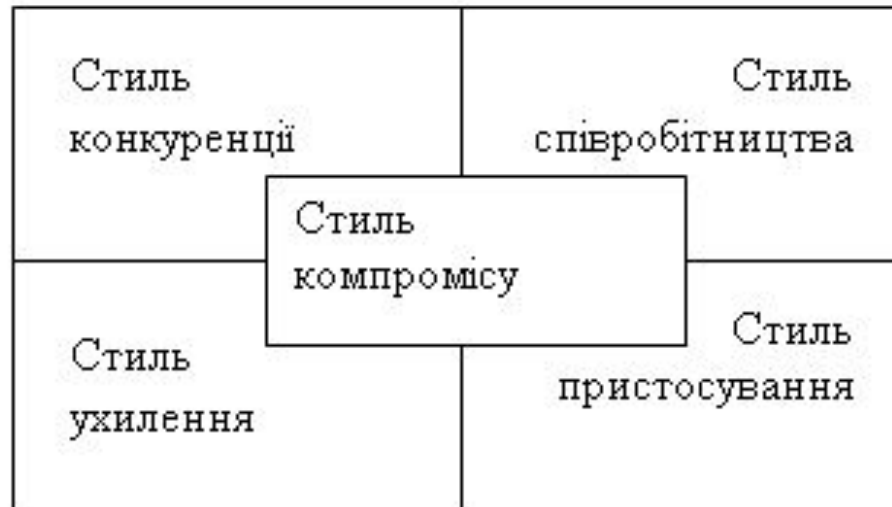 Стиль
конкуренції
Стиль
співробітництва
Стиль
компромісу
Стиль
ухилення
Стиль
пристосування